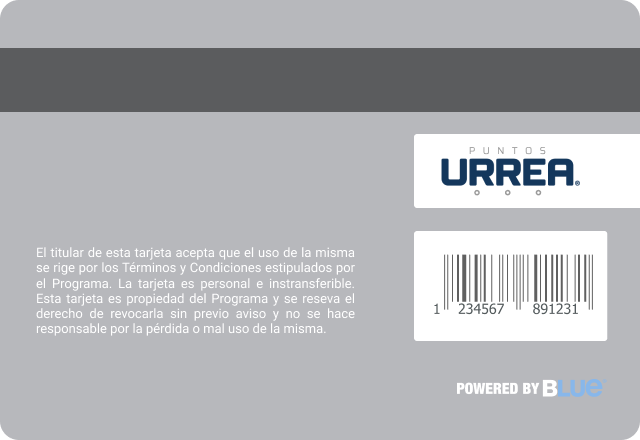 PUNTOS
URREA®
El titular de esta tarjeta acepta que el uso de la misma
se rige por los Términos y Condiciones estipulados por
el Programa. La tarjeta es personal e instransferible.
Esta tarjeta es propiedad del Programa y se reseva el
derecho de revocarla sin previo aviso y no se hace
responsable por la pérdida o mal uso de la misma.
1 234567 891231
POWERED BY BLUE